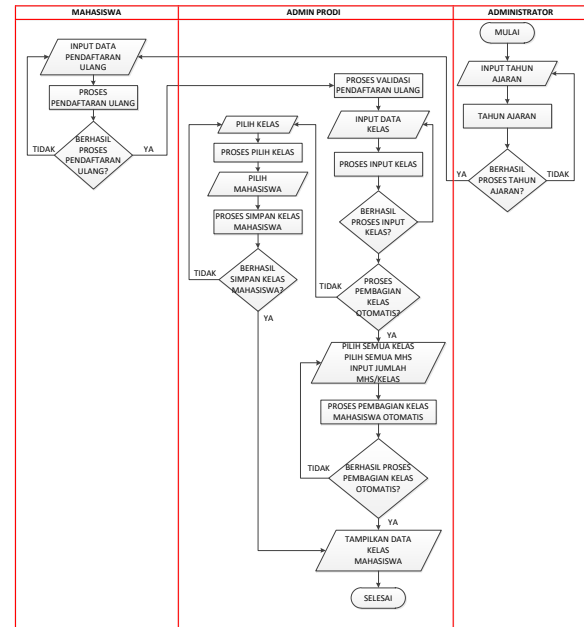 MAHASISWA
ADMIN PRODI
ADMINISTRATOR
INPUT DATA
PENDAFTARAN
ULANG
PROSES
PENDAFTARAN ULANG
BERHASIL
PROSES
PENDAFTARAN
ULANG?
TIDAK
YA
PILIH KELAS
PROSES PILIH KELAS
PILIH
MAHASISWA
PROSES SIMPAN KELAS
MAHASISWA
BERHASIL
SIMPAN KELAS
MAHASISWA?
TIDAK
YA
PROSES VALIDASI
PENDAFTARAN ULANG
INPUT DATA
KELAS
PROSES INPUT KELAS
BERHASIL
PROSES INPUT
KELAS?
PROSES
PEMBAGIAN
KELAS
OTOMATIS?
TIDAK
YA
PILIH SEMUA KELAS
PILIH SEMUA MHS
INPUT JUMLAH
MHS/KELAS
PROSES PEMBAGIAN KELAS
MAHASISWA OTOMATIS
BERHASIL PROSES
PEMBAGIAN KELAS
OTOMATIS?
TIDAK
YA
TAMPILKAN DATA
KELAS
MAHASISWA
SELESAI
MULAI
INPUT TAHUN
AJARAN
TAHUN AJARAN
BERHASIL
PROSES TAHUN
AJARAN?
YA
TIDAK